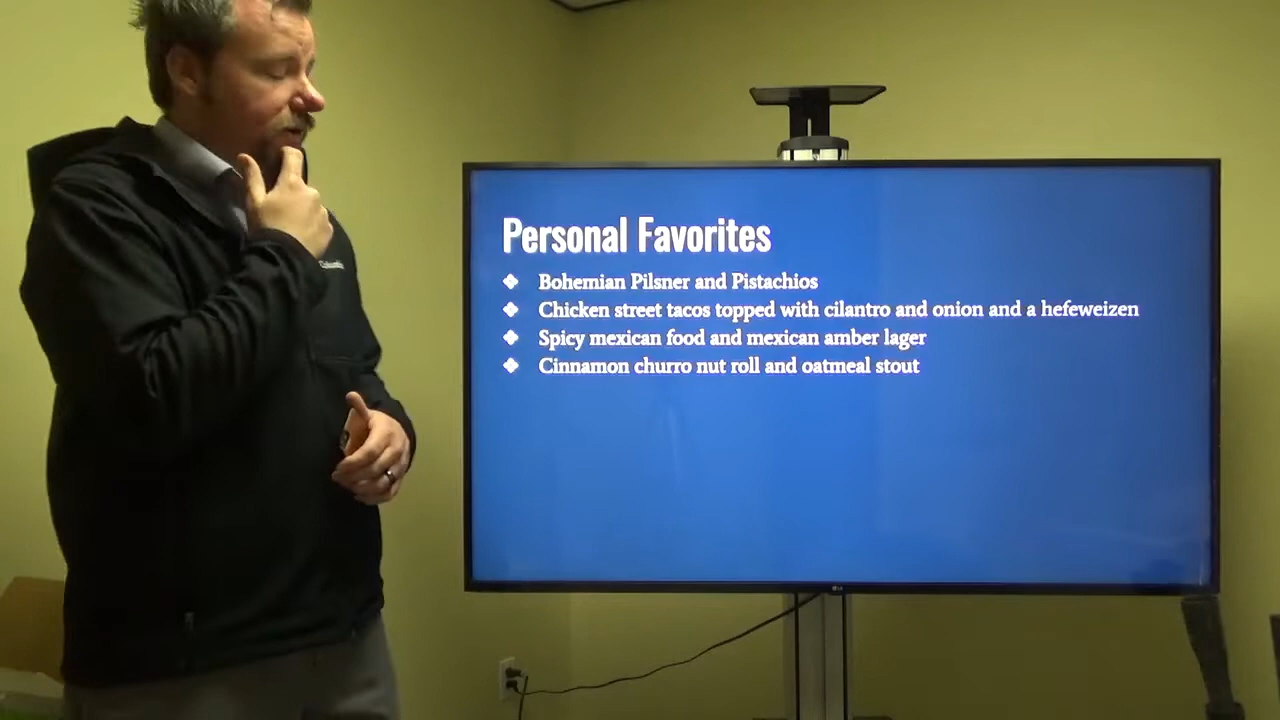 Personal Favorites
Bohemian Pilsner and Pistachios
Chicken street tacos topped with cilantro and onion and a hefeweizen
Spicy mexican food and mexican amber lager
Cinnamon churro nut roll and oatmeal stout
LG